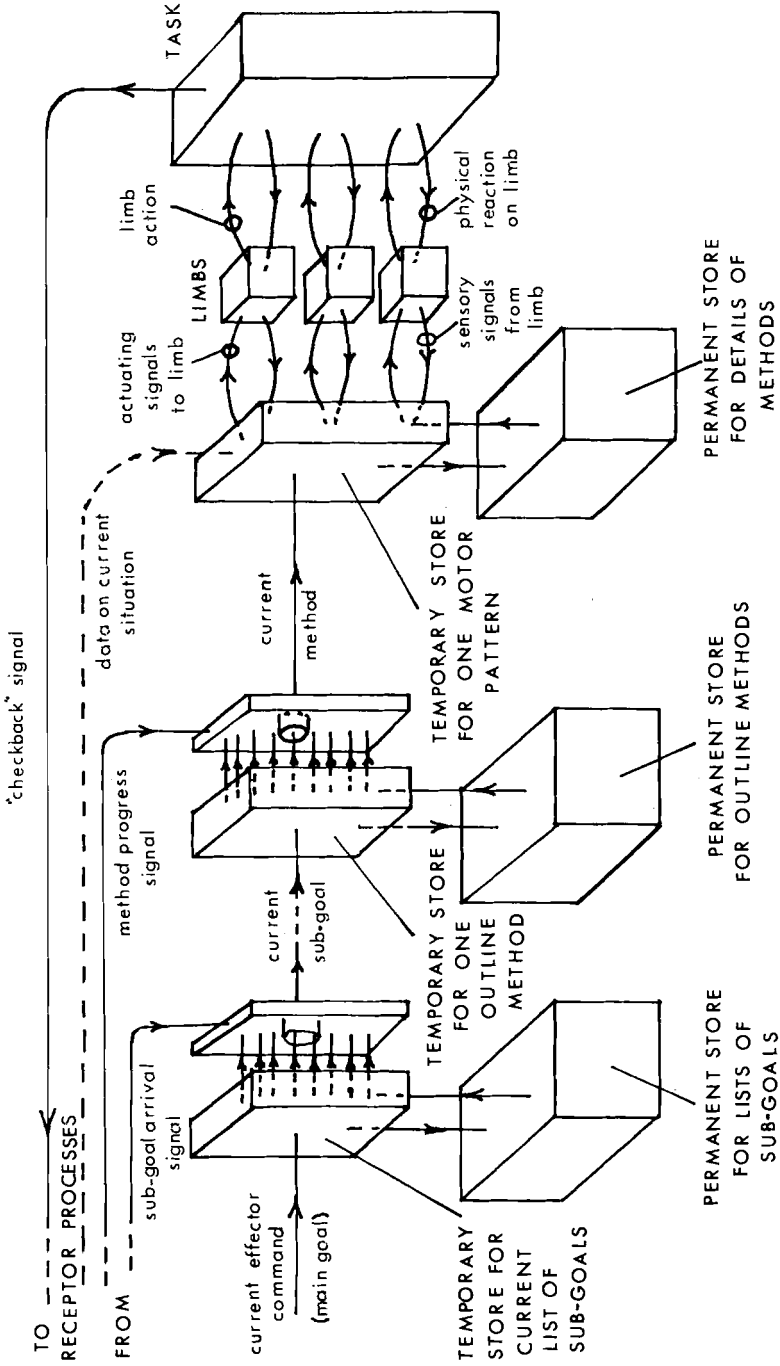 "checkback" signal
TO
RECEPTOR PROCESSES
FROM
data on current
situation
method progress
signal
sub-goal arrival
signal
current effector
command
(main goal)
current
sub-goal
current
method
actuating
signals
to limb
LIMBS
limb
action
TASK
sensory
signals
from
limb
physical
reaction
on limb
TEMPORARY
STORE FOR
CURRENT
LIST OF
SUB-GOALS
TEMPORARY STORE
FOR ONE
OUTLINE
METHOD
TEMPORARY STORE
FOR ONE MOTOR
PATTERN
PERMANENT STORE
FOR LISTS OF
SUB-GOALS
PERMANENT STORE
FOR OUTLINE METHODS
PERMANENT STORE
FOR DETAILS OF
METHODS